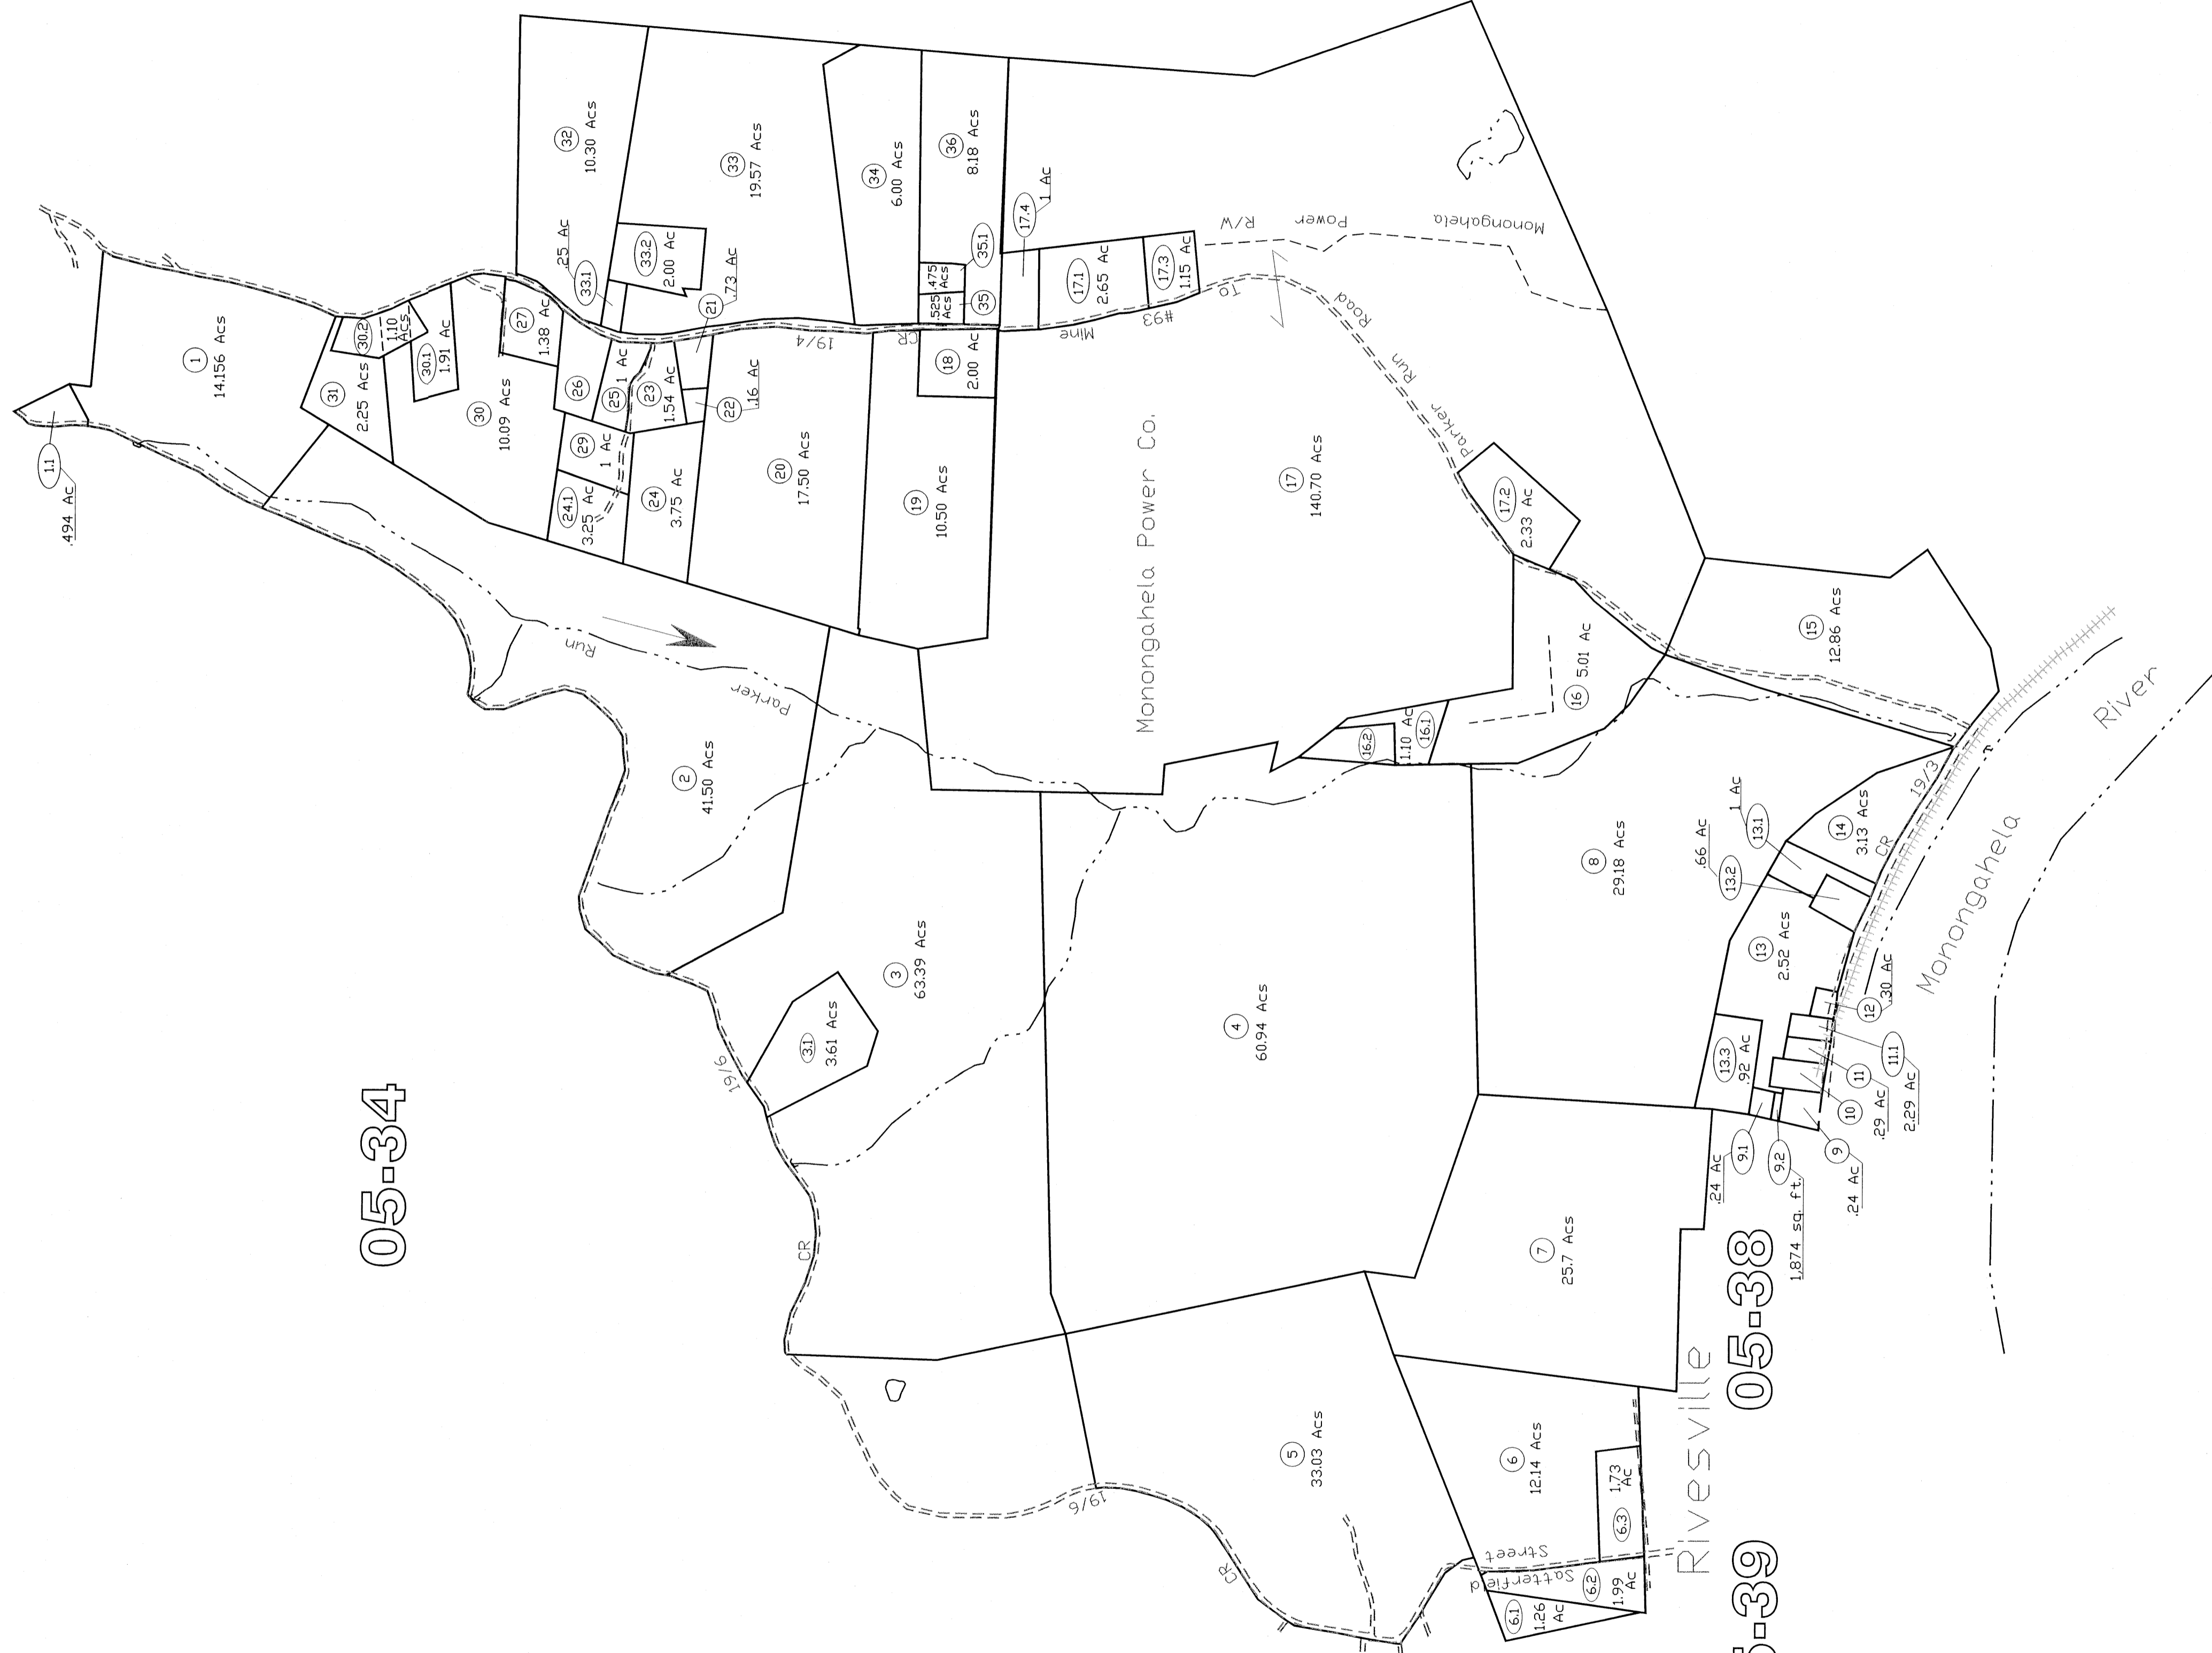 1.1
.494 Ac
1
14.156 Acs
31
2.25 Acs
30.2
1.10
Acs
30.1
1.91 Ac
30
10.09 Acs
27
1.38 Ac
32
10.30 Acs
.25 Ac
33.1
33.2
2.00 Ac
33
19.57 Acs
34
6.00 Acs
36
8.18 Acs
.475
Acs
35.1
.525
Acs
35
17.4
1 Ac
17.1
2.65 Ac
17.3
1.15 Ac
R/W
Power
Monongahela
26
25
1 Ac
23
1.54 Ac
21
.73 Ac
22
.16 Ac
29
1 Ac
24.1
3.25 Ac
24
3.75 Ac
20
17.50 Acs
19/4
CR
18
2.00 Ac
19
10.50 Acs
Mine
#93
To
Road
Run
Parker
Monongahela Power Co.
17
140.70 Acs
17.2
2.33 Ac
Run
Parker
2
41.50 Acs
16.2
1.10 Ac
16.1
16
5.01 Ac
15
12.86 Acs
River
Monongahela
8
29.18 Acs
1 Ac
13.1
.66 Ac
13.2
14
3.13 Acs
CR
19/3
13
2.52 Acs
12
.30 Ac
13.3
.92 Ac
11.1
2.29 Ac
11
.29 Ac
10
9
.24 Ac
9.1
.24 Ac
9.2
1,874 sq. ft.
3
63.39 Acs
3.1
3.61 Acs
19/6
CR
4
60.94 Acs
05-34
7
25.7 Acs
5
33.03 Acs
19/6
CR
6
12.14 Acs
6.3
1.73
Ac
Street
Satterfield
6.2
1.99
Ac
6.1
1.26
Ac
Rivesville
05-38
5-39